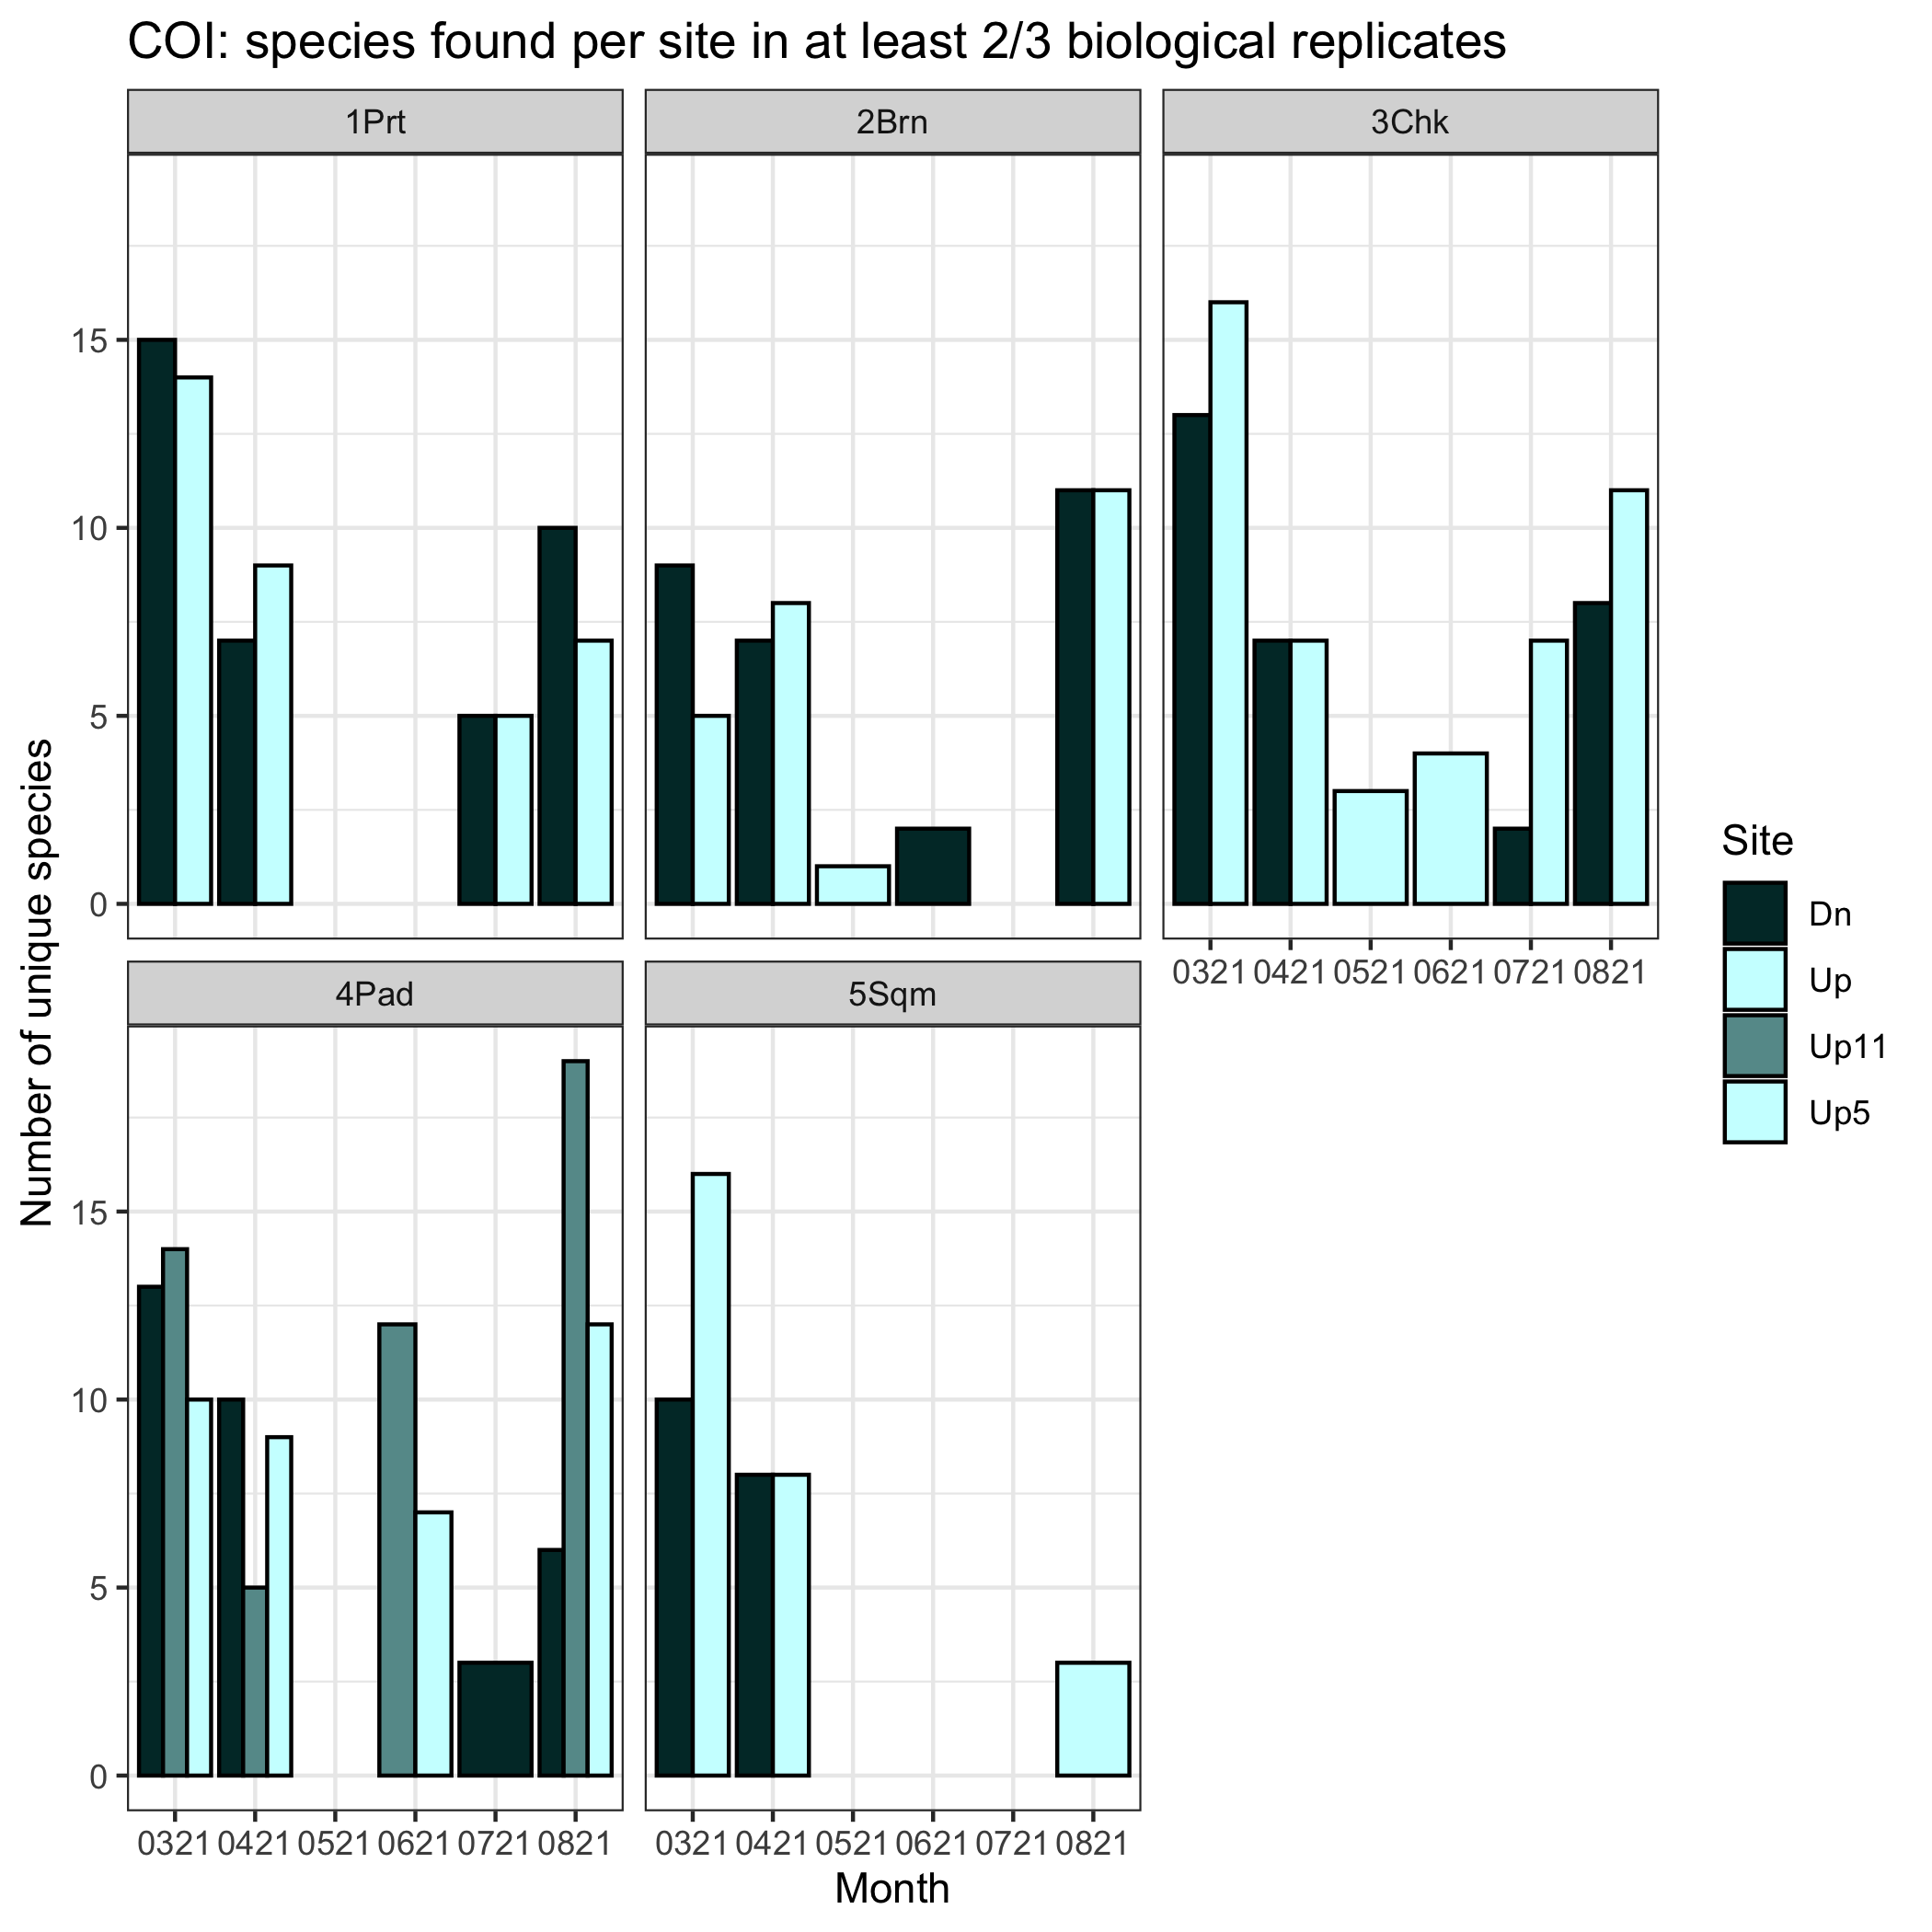 COI: species found per site in at least 2/3 biological replicates
1Prt 2Brn 3Chk
15
10
5
0
0321 0421 0521 0621 0721 0821
4Pad 5Sqm
15
10
5
0
0321 0421 0521 0621 0721 0821 0321 0421 0521 0621 0721 0821
Month
Number of unique species
Site
Dn
Up
Up11
Up5